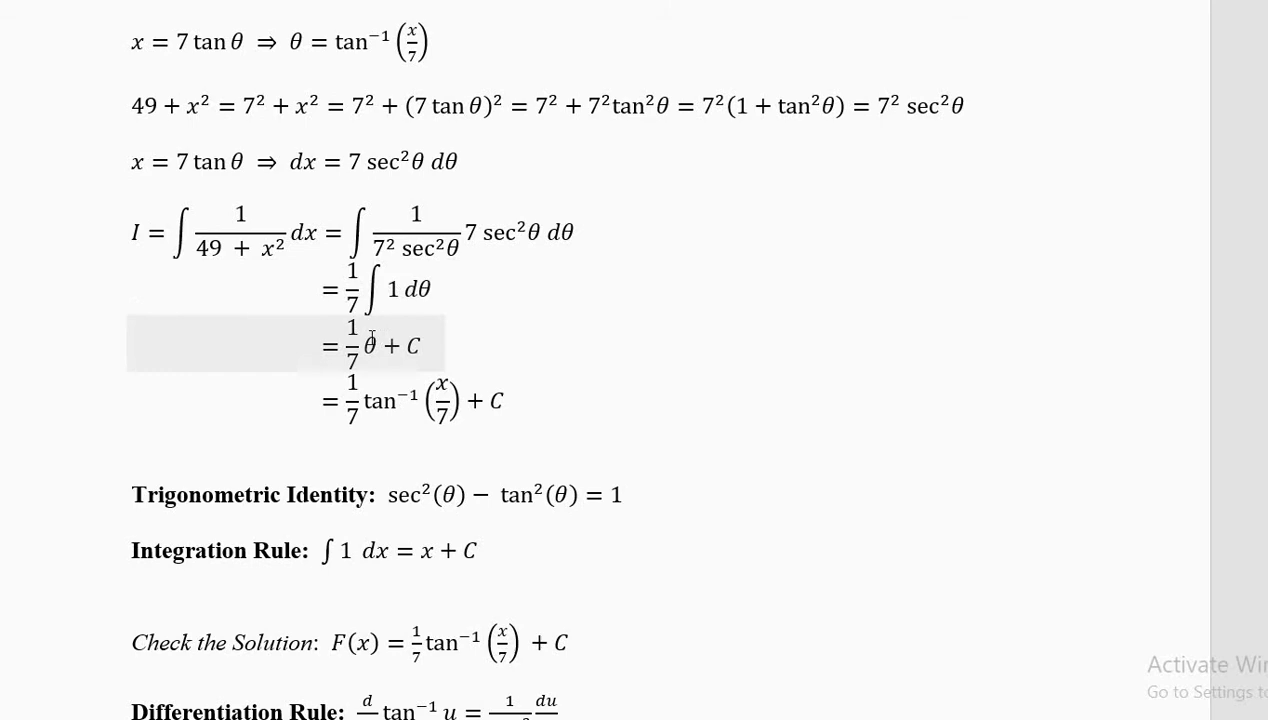 x = 7 tan θ ⇒ θ = tan⁻¹ (x/7)
49 + x² = 7² + x² = 7² + (7 tan θ)² = 7² + 7²tan²θ = 7²(1 + tan²θ) = 7² sec²θ
x = 7 tan θ ⇒ dx = 7 sec²θ dθ
I = ∫ 1/(49 + x²) dx = ∫ 1/(7² sec²θ) 7 sec²θ dθ
= 1/7 ∫ 1 dθ
= 1/7 θ + C
= 1/7 tan⁻¹ (x/7) + C
Trigonometric Identity: sec²(θ) − tan²(θ) = 1
Integration Rule: ∫ 1 dx = x + C
Check the Solution: F(x) = 1/7 tan⁻¹ (x/7) + C
Activate Wi
Go to Settings to
Differentiation Rule: d/ tan⁻¹ u = 1/ du/